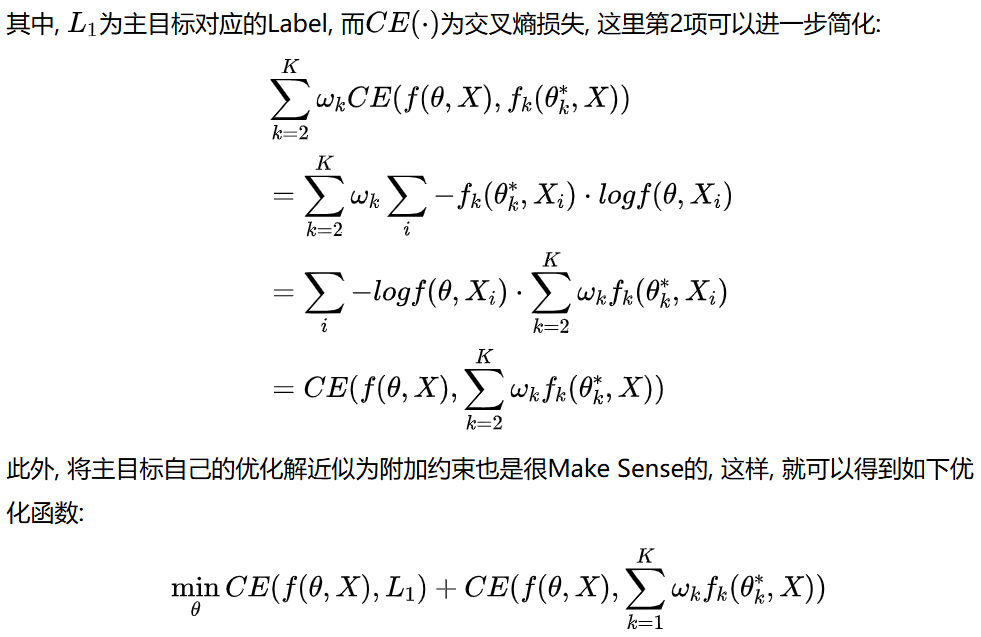 其中, $L_1$为主目标对应的Label, 而$CE(\cdot)$为交叉熵损失, 这里第2项可以进一步简化:
$\sum_{k=2}^{K} \omega_k CE(f(\theta, X), f_k(\theta_k^*, X))$
$= \sum_{k=2}^{K} \omega_k \sum_{i} -f_k(\theta_k^*, X_i) \cdot logf(\theta, X_i)$
$= \sum_{i} -logf(\theta, X_i) \cdot \sum_{k=2}^{K} \omega_k f_k(\theta_k^*, X_i)$
$= CE(f(\theta, X), \sum_{k=2}^{K} \omega_k f_k(\theta_k^*, X))$
此外, 将主目标自己的优化解近似为附加约束也是很Make Sense的, 这样, 就可以得到如下优
化函数:
$\min_{\theta} CE(f(\theta, X), L_1) + CE(f(\theta, X), \sum_{k=1}^{K} \omega_k f_k(\theta_k^*, X))$